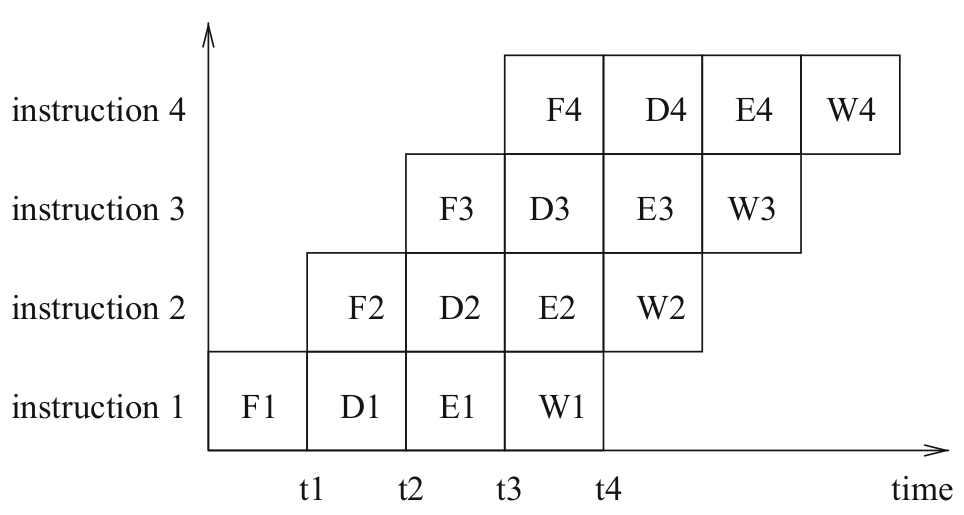 instruction 4 F4 D4 E4 W4
instruction 3 F3 D3 E3 W3
instruction 2 F2 D2 E2 W2
instruction 1 F1 D1 E1 W1
t1 t2 t3 t4 time